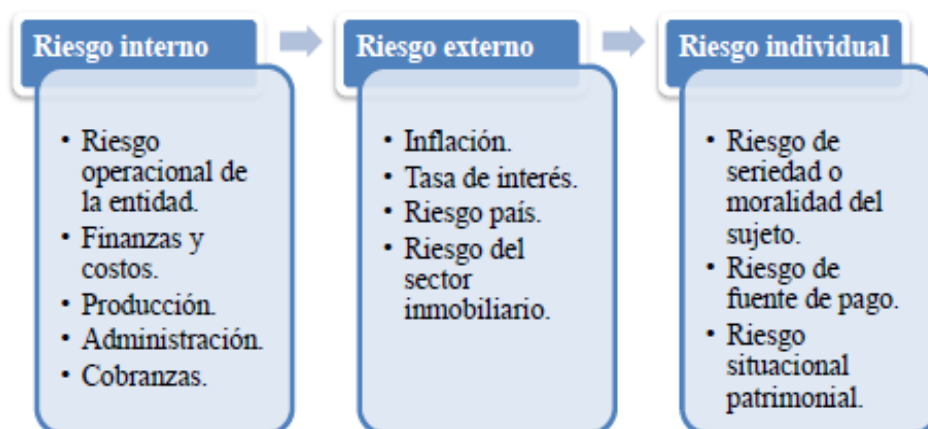 Riesgo interno
• Riesgo
operacional de
la entidad.
• Finanzas y
costos.
• Producción.
• Administración.
• Cobranzas.
Riesgo externo
• Inflación.
• Tasa de interés.
• Riesgo país.
• Riesgo del
sector
inmobiliario.
Riesgo individual
• Riesgo de
seriedad o
moralidad del
sujeto.
• Riesgo de
fuente de pago.
• Riesgo
situacional
patrimonial.